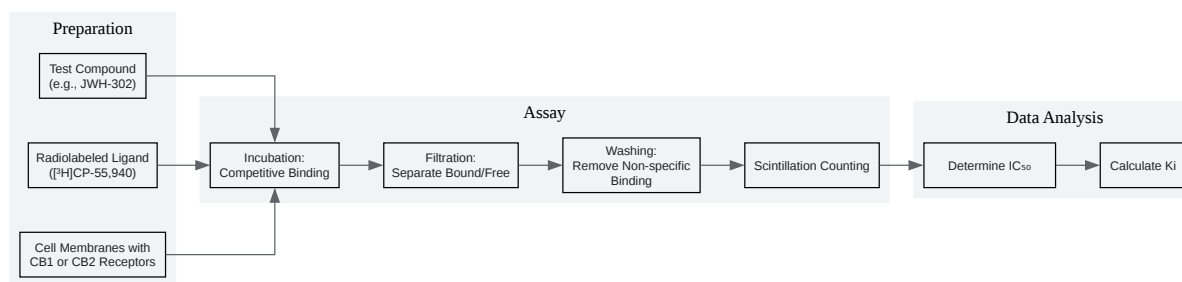 Preparation
Test Compound
(e.g., JWH-302)
Radiolabeled Ligand
([³H]CP-55,940)
Cell Membranes with
CB1 or CB2 Receptors
Assay
Incubation:
Competitive Binding
Filtration:
Separate Bound/Free
Washing:
Remove Non-specific
Binding
Scintillation Counting
Data Analysis
Determine IC₅₀
Calculate Ki